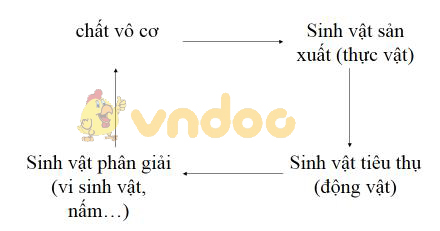 chất vô cơ
Sinh vật sản
xuất (thực vật)
vndoc
Sinh vật phân giải
(vi sinh vật,
nấm…)
Sinh vật tiêu thụ
(động vật)